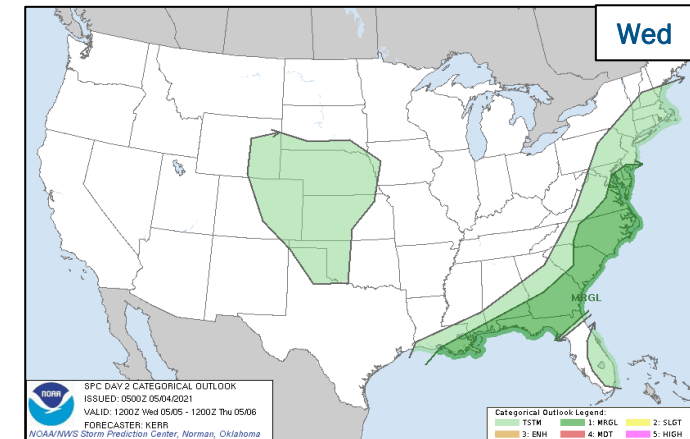 Wed
MRGL
NOAA
SPC DAY 2 CATEGORICAL OUTLOOK
ISSUED: 0500Z 05/04/2021
VALID: 1200Z Wed 05/05 - 1200Z Thu 05/06
FORECASTER: KERR
NOAA/NWS Storm Prediction Center, Norman, Oklahoma
Categorical Outlook Legend:
TSTM 1: MRGL 2: SLGT
3: ENH 4: MDT 5: HIGH